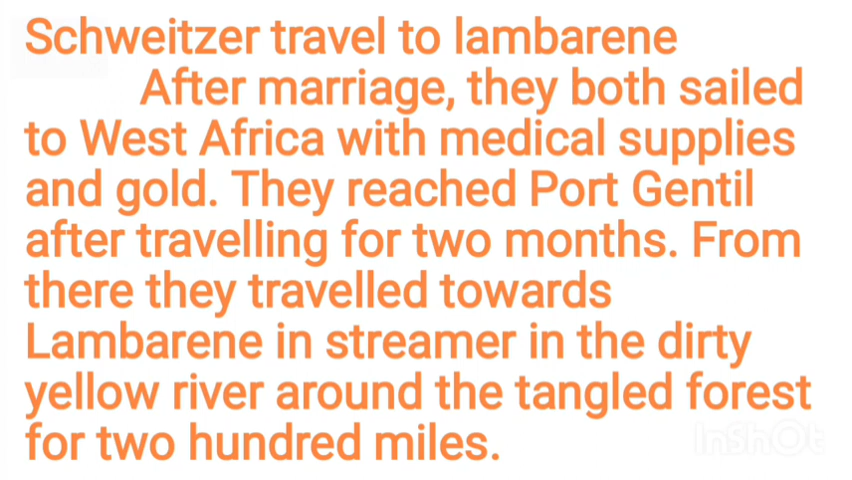 Schweitzer travel to lambarene
After marriage, they both sailed
to West Africa with medical supplies
and gold. They reached Port Gentil
after travelling for two months. From
there they travelled towards
Lambarene in streamer in the dirty
yellow river around the tangled forest
for two hundred miles.
InShOt